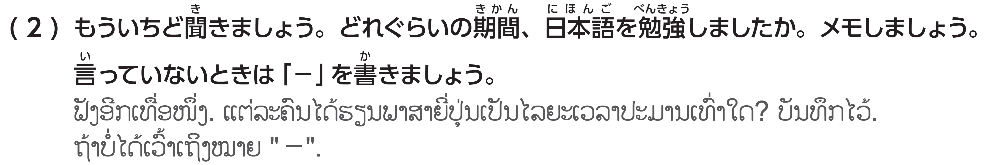 (2) もういちど聞きましょう。どれぐらいの期間、日本語を勉強しましたか。メモしましょう。
言っていないときは「－」を書きましょう。
ຟັງອີກເທື່ອໜຶ່ງ. ແຕ່ລະຄົນໄດ້ຮຽນພາສາຍີ່ປຸ່ນເປັນໄລຍະເວລາປະມານເທົ່າໃດ? ບັນທຶກໄວ້.
ຖ້າບໍ່ໄດ້ເວົ້າເຖິງໝາຍ " －".